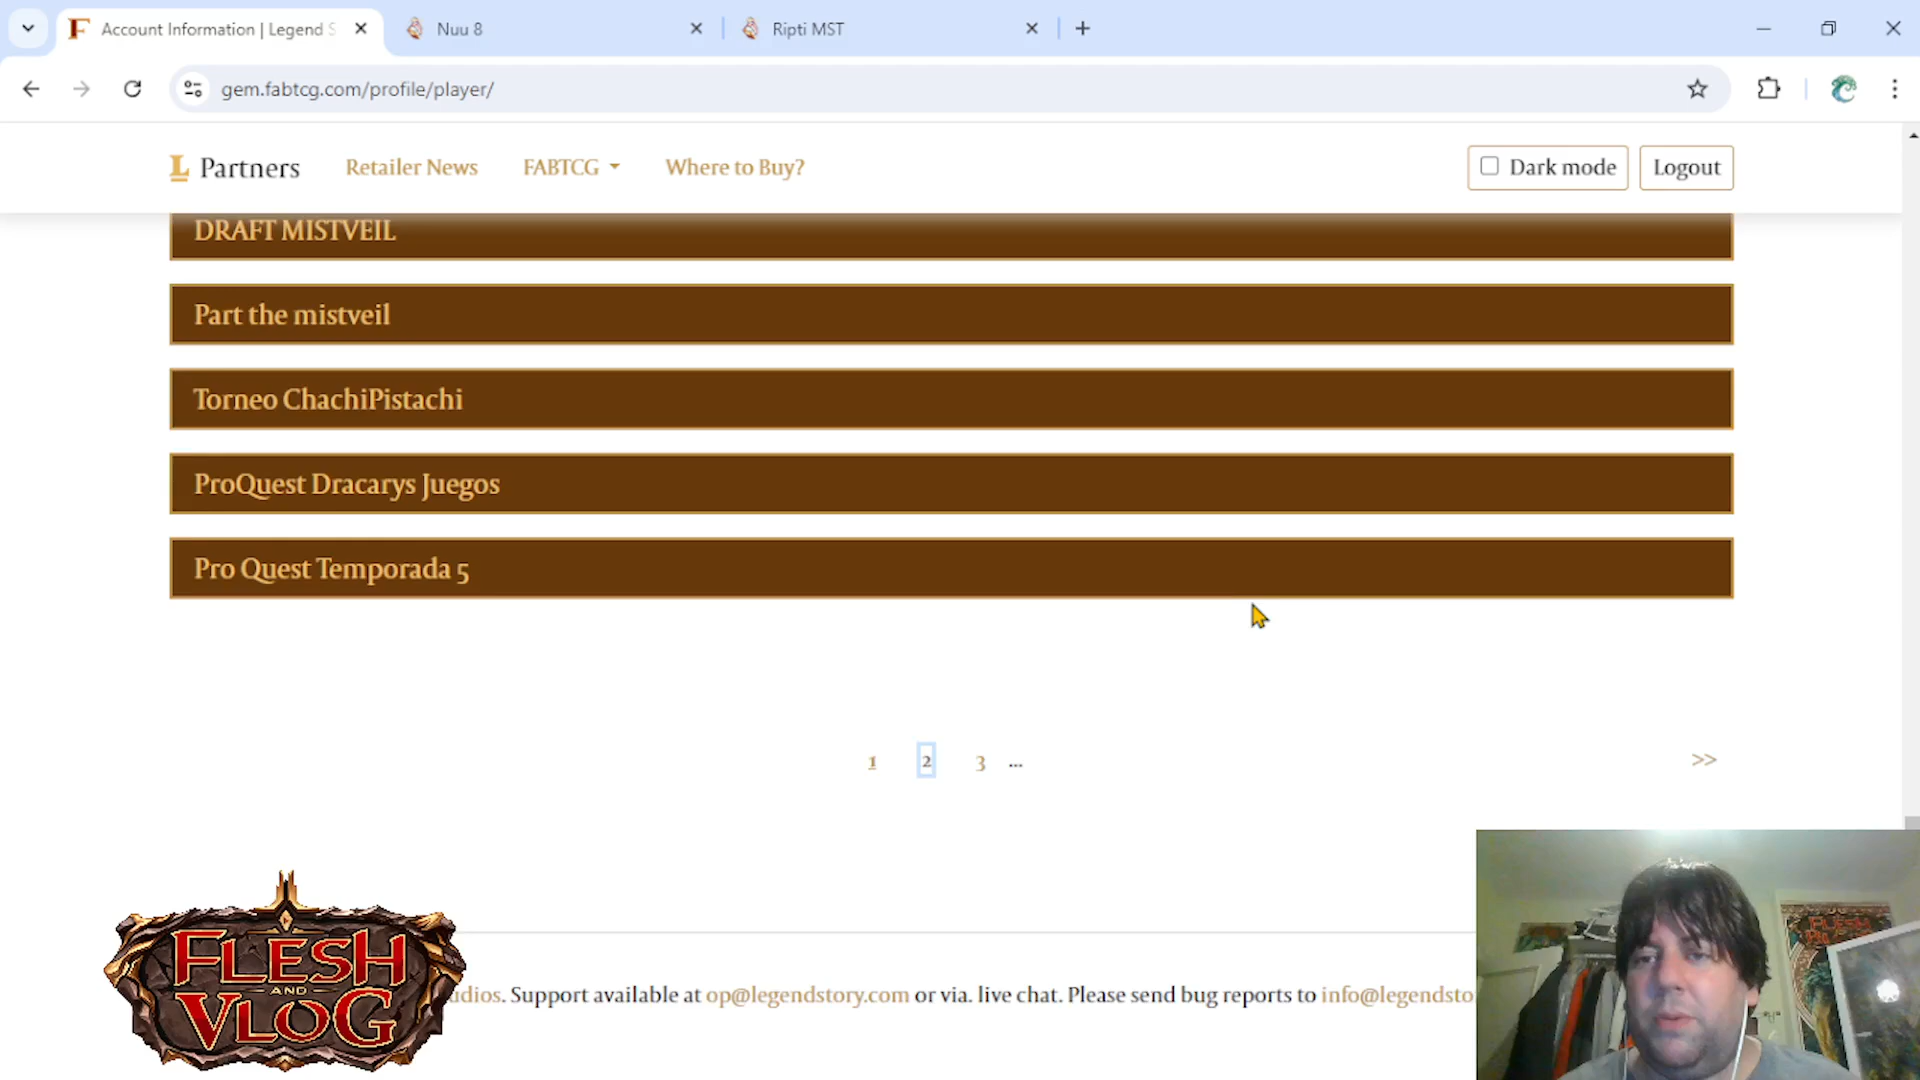 Account Information | Legend S
Nuu 8
Ripti MST
gem.fabtcg.com/profile/player/
L Partners
Retailer News
FABTCG
Where to Buy?
Dark mode
Logout
DRAFT MISTVEIL
Part the mistveil
Torneo ChachiPistachi
ProQuest Dracarys Juegos
Pro Quest Temporada 5
1 2 3 ... >>
FLESH
AND
VLOG
udios. Support available at op@legendstory.com or via. live chat. Please send bug reports to info@legendsto